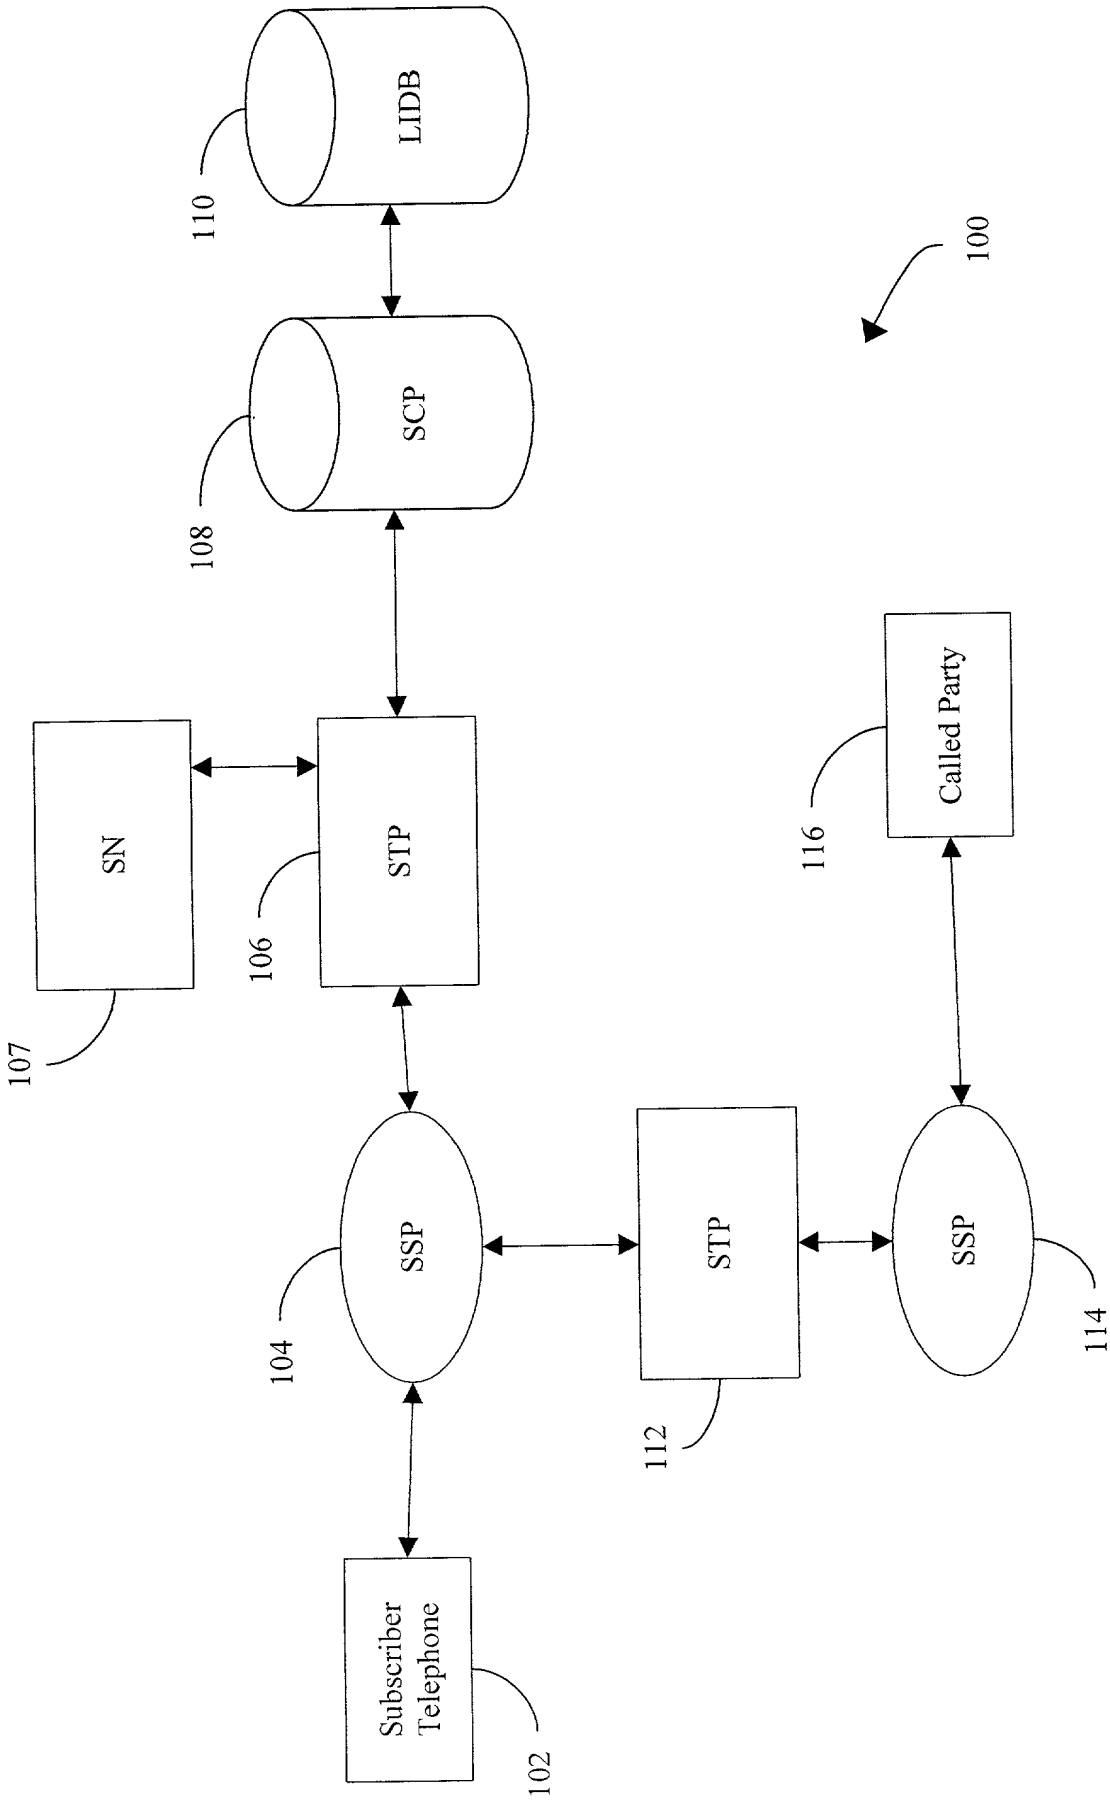 107
SN
110
LIDB
108
SCP
106
STP
104
SSP
Subscriber
Telephone
102
112
STP
116
Called Party
SSP
114
100